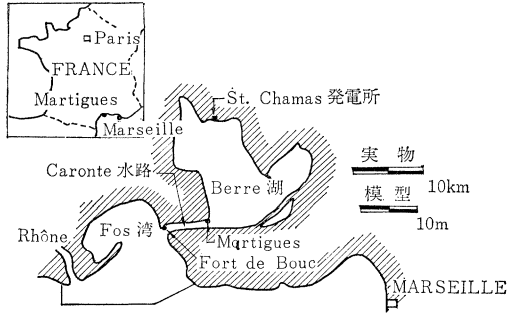 Paris
FRANCE
Martigues
Marseille
St. Chamas 発電所
Caronte 水路
Berre 湖
実物
10km
模型
10m
Rhône
Fos 湾
Martigues
Fort de Bouc
MARSEILLE